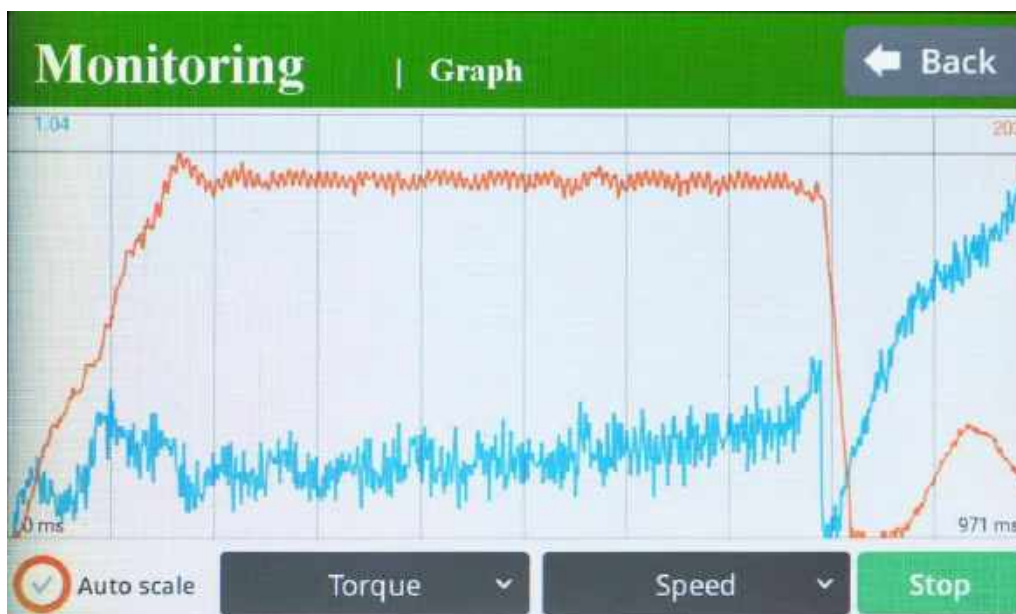 Monitoring | Graph
Back
1.04
0 ms
971 ms
Auto scale
Torque
Speed
Stop